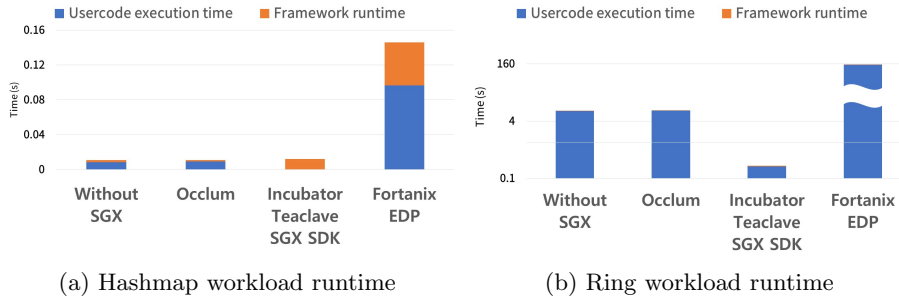 Usercode execution time Framework runtime
0.16
0.12
0.08
0.04
0
Time (s)
Without SGX
Occlum
Incubator Teaclave SGX SDK
Fortanix EDP
(a) Hashmap workload runtime
Usercode execution time Framework runtime
160
4
0.1
Time (s)
Without SGX
Occlum
Incubator Teaclave SGX SDK
Fortanix EDP
(b) Ring workload runtime